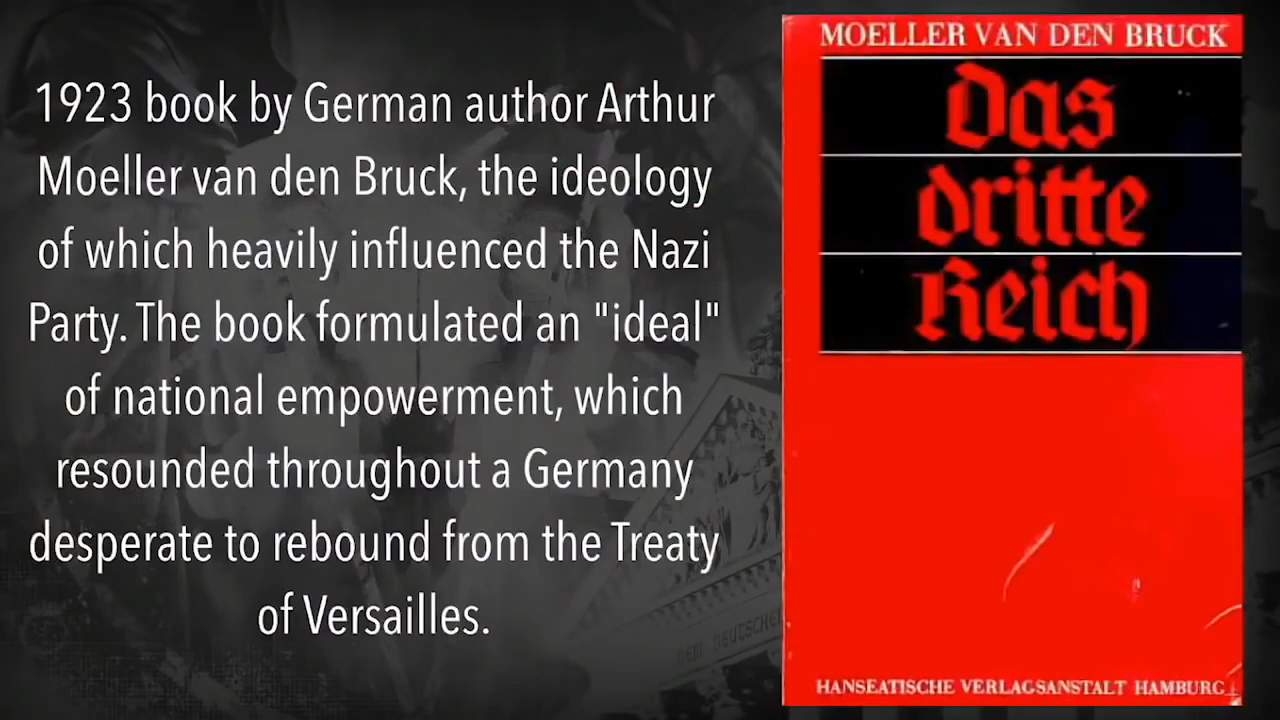 1923 book by German author Arthur
Moeller van den Bruck, the ideology
of which heavily influenced the Nazi
Party. The book formulated an "ideal"
of national empowerment, which
resounded throughout a Germany
desperate to rebound from the Treaty
of Versailles.
MOELLER VAN DEN BRUCK
Das
dritte
Reich
HANSEATISCHE VERLAGSANSTALT HAMBURG
DEM DEUTSCHEN